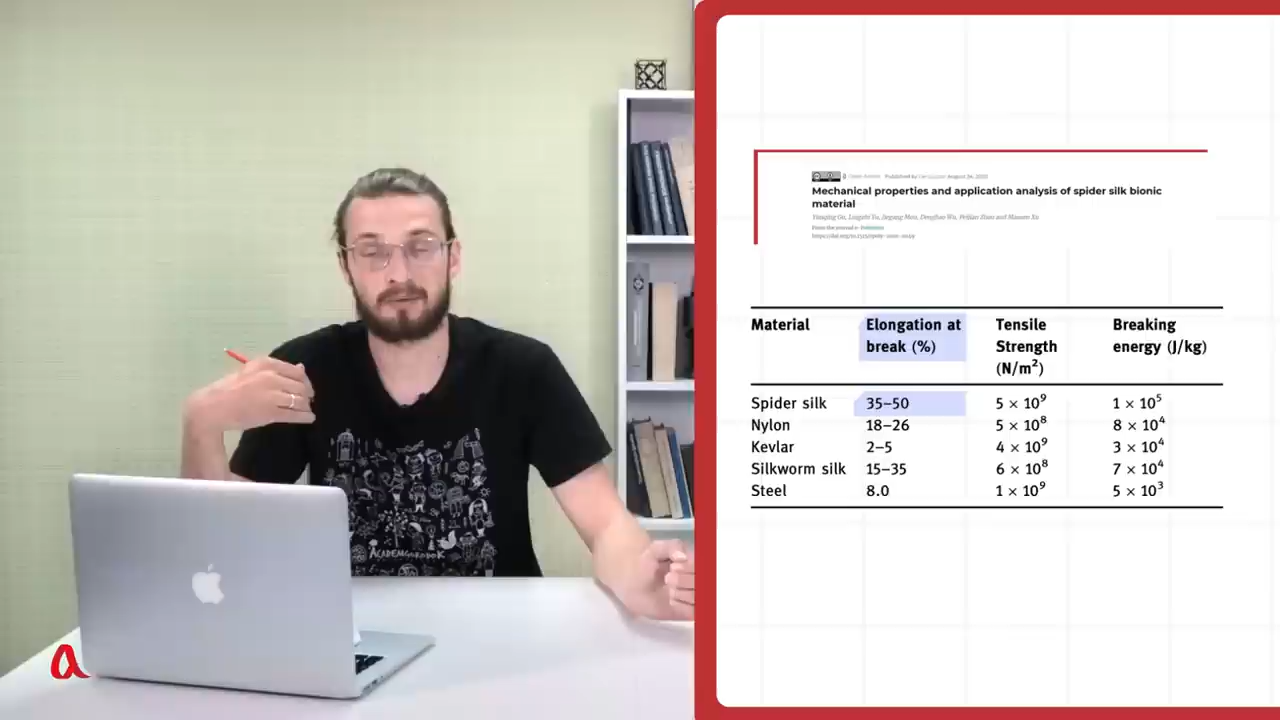 Mechanical properties and application analysis of spider silk bionic
material
Material
Elongation at
break (%)
Tensile
Strength
(N/m²)
Breaking
energy (J/kg)
Spider silk 35–50 5 × 10⁹ 1 × 10⁵
Nylon 18–26 5 × 10⁸ 8 × 10⁴
Kevlar 2–5 4 × 10⁹ 3 × 10⁴
Silkworm silk 15–35 6 × 10⁸ 7 × 10⁴
Steel 8.0 1 × 10⁹ 5 × 10³
ACADEMGORODOK
a